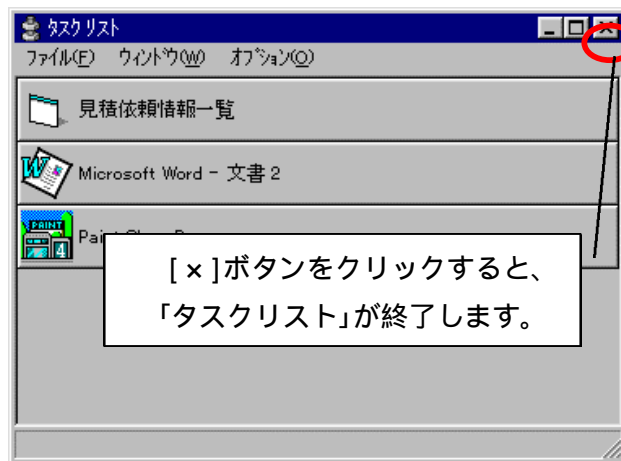 タスク リスト
ファイル(F) ウィンドウ(W) オプション(O)
見積依頼情報一覧
Microsoft Word - 文書 2
PAINT
4
[×]ボタンをクリックすると、
「タスクリスト」が終了します。